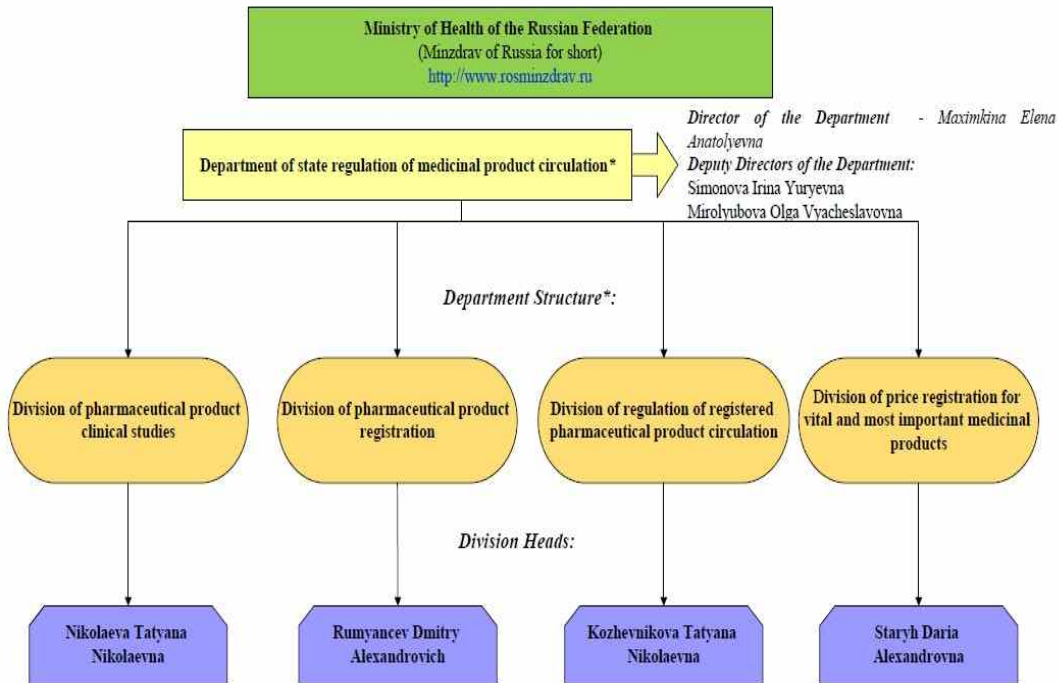 Ministry of Health of the Russian Federation
(Minzdrav of Russia for short)
http://www.rosminzdrav.ru
Director of the Department - Maximkina Elena
Anatolyevna
Deputy Directors of the Department:
Simonova Irina Yuryevna
Mirolyubova Olga Vyacheslavovna
Department of state regulation of medicinal product circulation*
Department Structure*:
Division of pharmaceutical product
clinical studies
Division of pharmaceutical product
registration
Division of regulation of registered
pharmaceutical product circulation
Division of price registration for
vital and most important medicinal
products
Division Heads:
Nikolaeva Tatyana
Nikolaevna
Rumyancev Dmitry
Alexandrovich
Kozhevnikova Tatyana
Nikolaevna
Staryh Daria
Alexandrovna